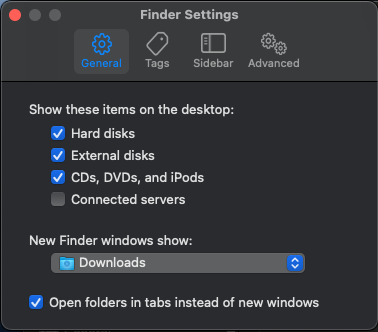 Finder Settings
General
Tags
Sidebar
Advanced
Show these items on the desktop:
Hard disks
External disks
CDs, DVDs, and iPods
Connected servers
New Finder windows show:
Downloads
Open folders in tabs instead of new windows